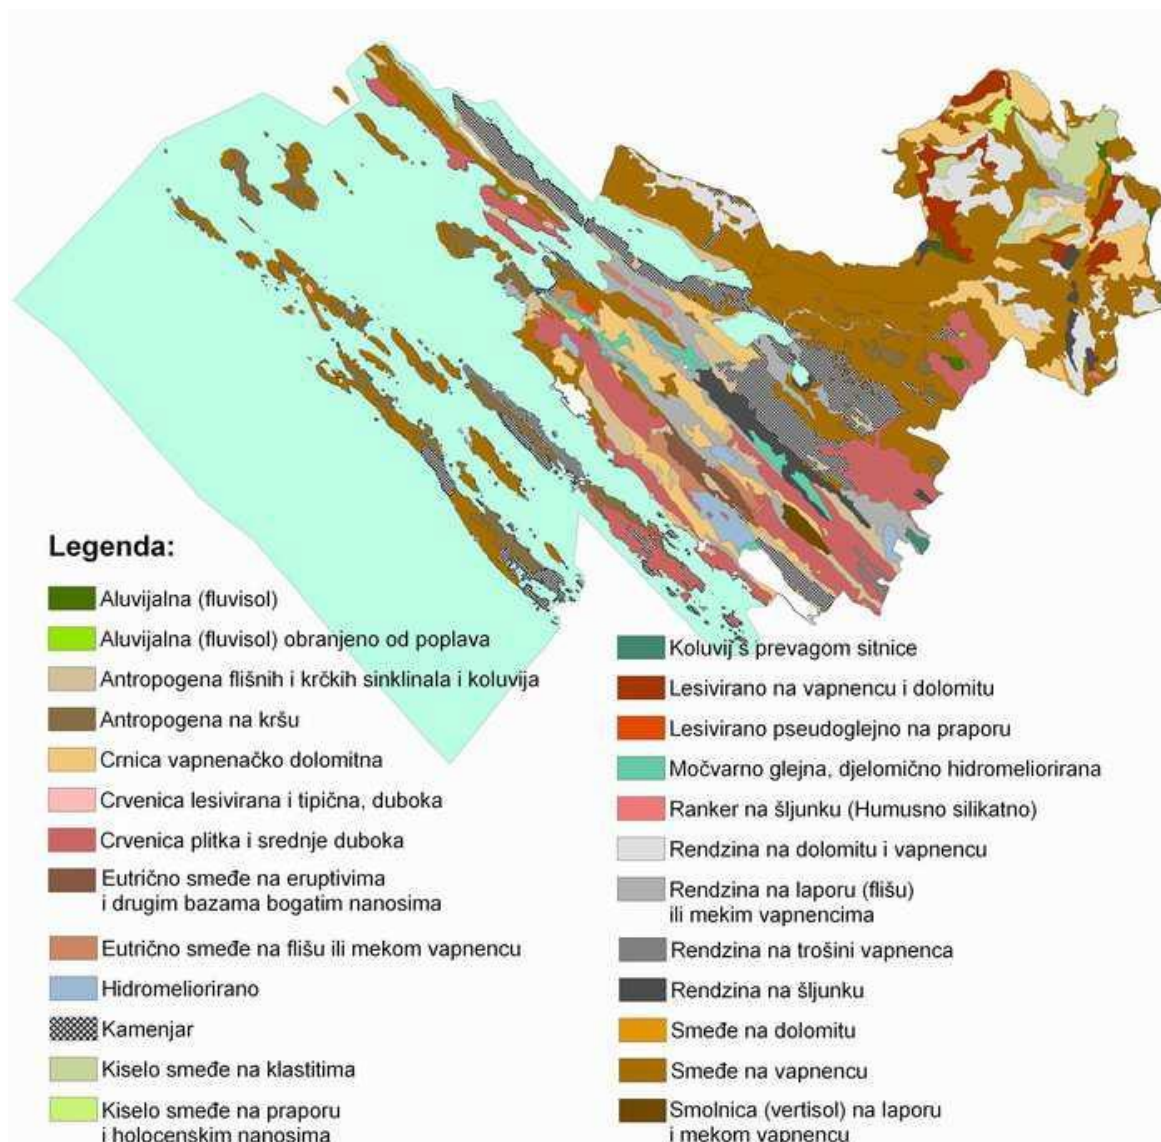 Legenda:
Aluvijalna (fluvisol)
Aluvijalna (fluvisol) obranjeno od poplava
Antropogena flišnih i krčkih sinklinala i koluvija
Antropogena na kršu
Crnica vapnenačko dolomitna
Crvenica lesivirana i tipična, duboka
Crvenica plitka i srednje duboka
Eutrično smeđe na eruptivima
i drugim bazama bogatim nanosima
Eutrično smeđe na flišu ili mekom vapnencu
Hidromeliorirano
Kamenjar
Kiselo smeđe na klastitima
Kiselo smeđe na praporu
i holocenskim nanosima
Koluvij s prevagom sitnice
Lesivirano na vapnencu i dolomitu
Lesivirano pseudoglejno na praporu
Močvarno glejna, djelomično hidromeliorirana
Ranker na šljunku (Humusno silikatno)
Rendzina na dolomitu i vapnencu
Rendzina na laporu (flišu)
ili mekim vapnencima
Rendzina na trošini vapnenca
Rendzina na šljunku
Smeđe na dolomitu
Smeđe na vapnencu
Smolnica (vertisol) na laporu
i mekom vapnencu